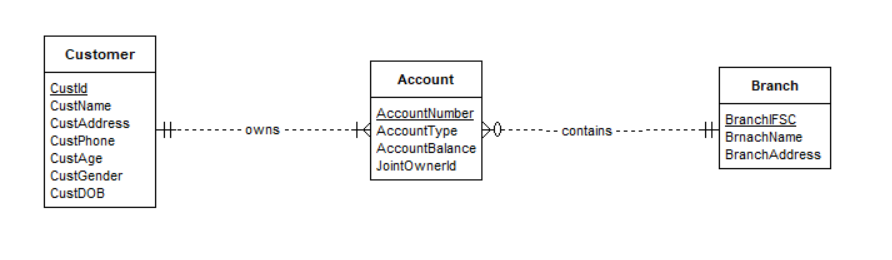 Customer
CustId
CustName
CustAddress
CustPhone
CustAge
CustGender
CustDOB
owns
Account
AccountNumber
AccountType
AccountBalance
JointOwnerId
contains
Branch
BranchIFSC
BrnachName
BranchAddress